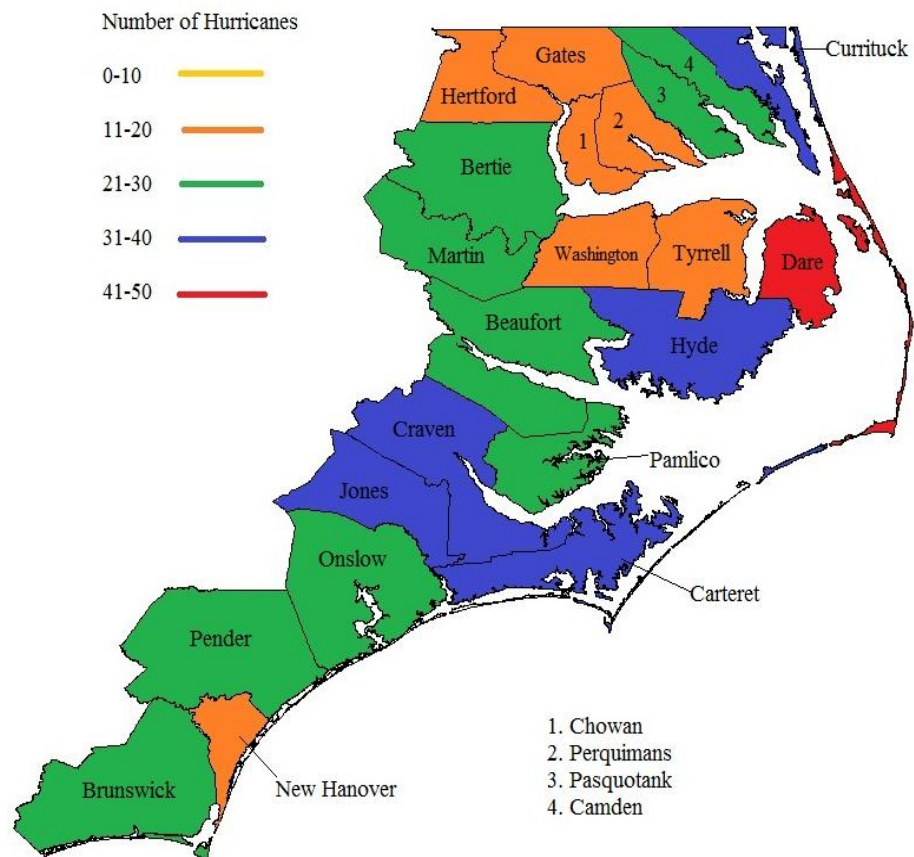 Number of Hurricanes
0-10
11-20
21-30
31-40
41-50
Currituck
Gates
Hertford
4
3
2
1
Bertie
Washington
Tyrrell
Martin
Dare
Beaufort
Hyde
Craven
Pamlico
Jones
Onslow
Carteret
Pender
1. Chowan
2. Perquimans
3. Pasquotank
4. Camden
New Hanover
Brunswick